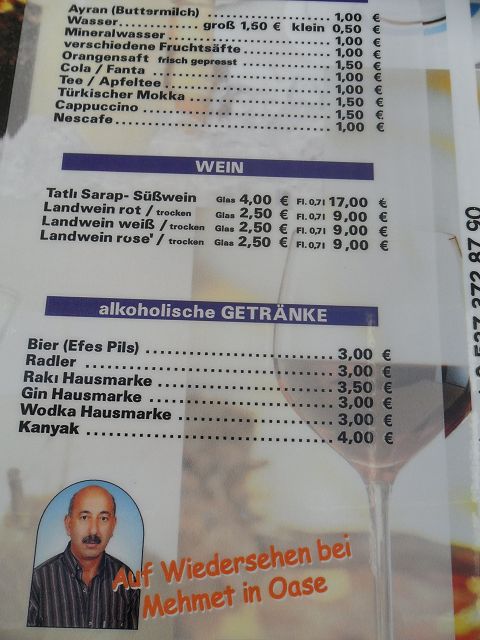 Ayran (Buttermilch) ........................ 1,00 €
Wasser................ groß 1,50 € klein 0,50 €
Mineralwasser ................................ 1,00 €
verschiedene Fruchtsäfte ................. 1,00 €
Orangensaft frisch gepresst .............. 1,50 €
Cola / Fanta ................................ 1,00 €
Tee / Apfeltee ............................... 1,00 €
Türkischer Mokka .......................... 1,50 €
Cappuccino ................................. 1,50 €
Nescafe....................................... 1,00 €
WEIN
Tatlı Sarap- Süßwein Glas 4,00 € Fl. 0,7 l 17,00 €
Landwein rot / trocken Glas 2,50 € Fl. 0,7 l 9,00 €
Landwein weiß / trocken Glas 2,50 € Fl. 0,7 l 9,00 €
Landwein rose' / trocken Glas 2,50 € Fl. 0,7 l 9,00 €
alkoholische GETRÄNKE
Bier (Efes Pils) ............................. 3,00 €
Radler ........................................ 3,00 €
Rakı Hausmarke ............................ 3,50 €
Gin Hausmarke ............................. 3,00 €
Wodka Hausmarke ......................... 3,00 €
Kanyak ....................................... 4,00 €
Auf Wiedersehen bei
Mehmet in Oase
537 372 87 90